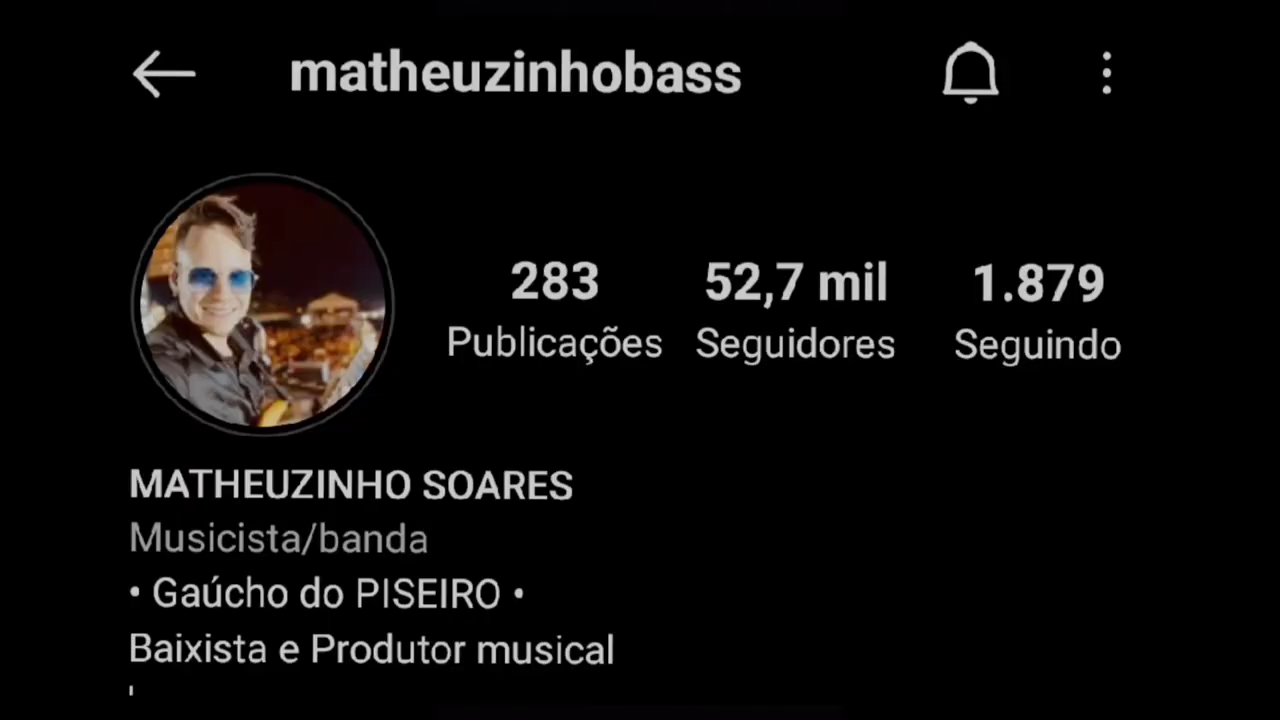 matheuzinhobass
283 52,7 mil 1.879
Publicações Seguidores Seguindo
MATHEUZINHO SOARES
Musicista/banda
• Gaúcho do PISEIRO •
Baixista e Produtor musical